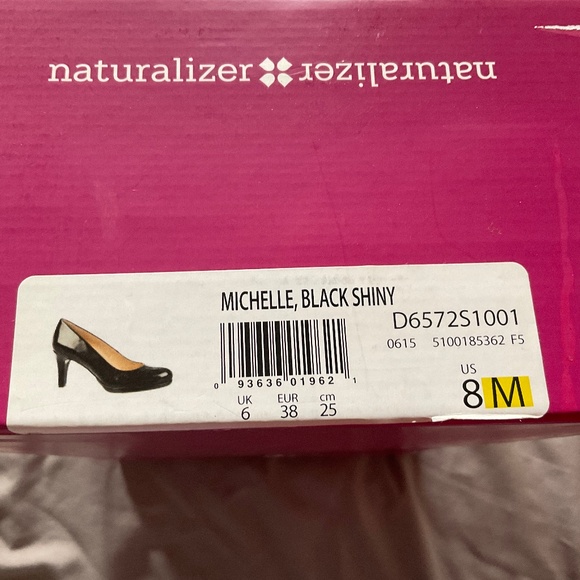 naturalizer naturalizer
MICHELLE, BLACK SHINY
D6572S1001
0615 5100185362 F5
0 93636 01962 1
UK EUR cm
6 38 25
US
8 M